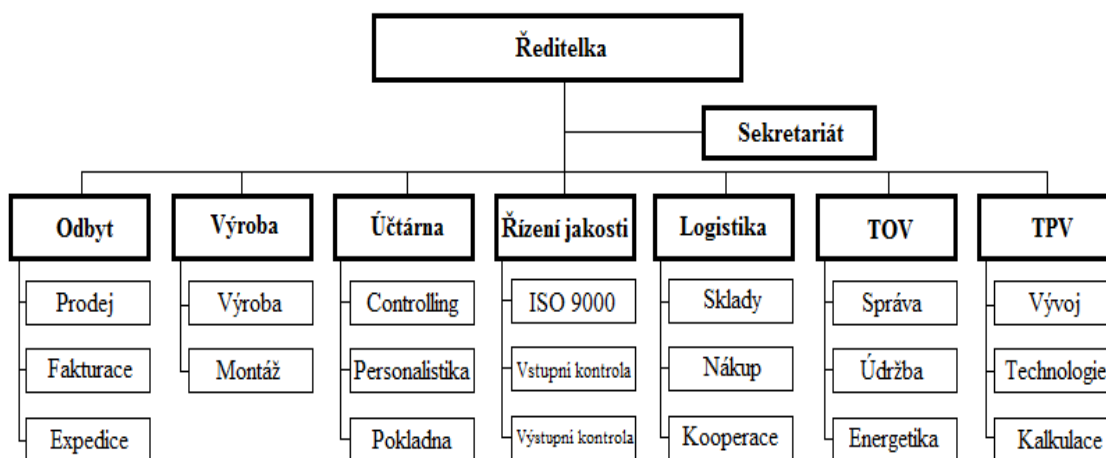 Ředitelka
Sekretariát
Odbyt
Výroba
Účtárna
Řízení jakosti
Logistika
TOV
TPV
Prodej
Výroba
Controlling
ISO 9000
Sklady
Správa
Vývoj
Fakturace
Montáž
Personalistika
Vstupní kontrola
Nákup
Údržba
Technologie
Expedice
Pokladna
Výstupní kontrola
Kooperace
Energetika
Kalkulace